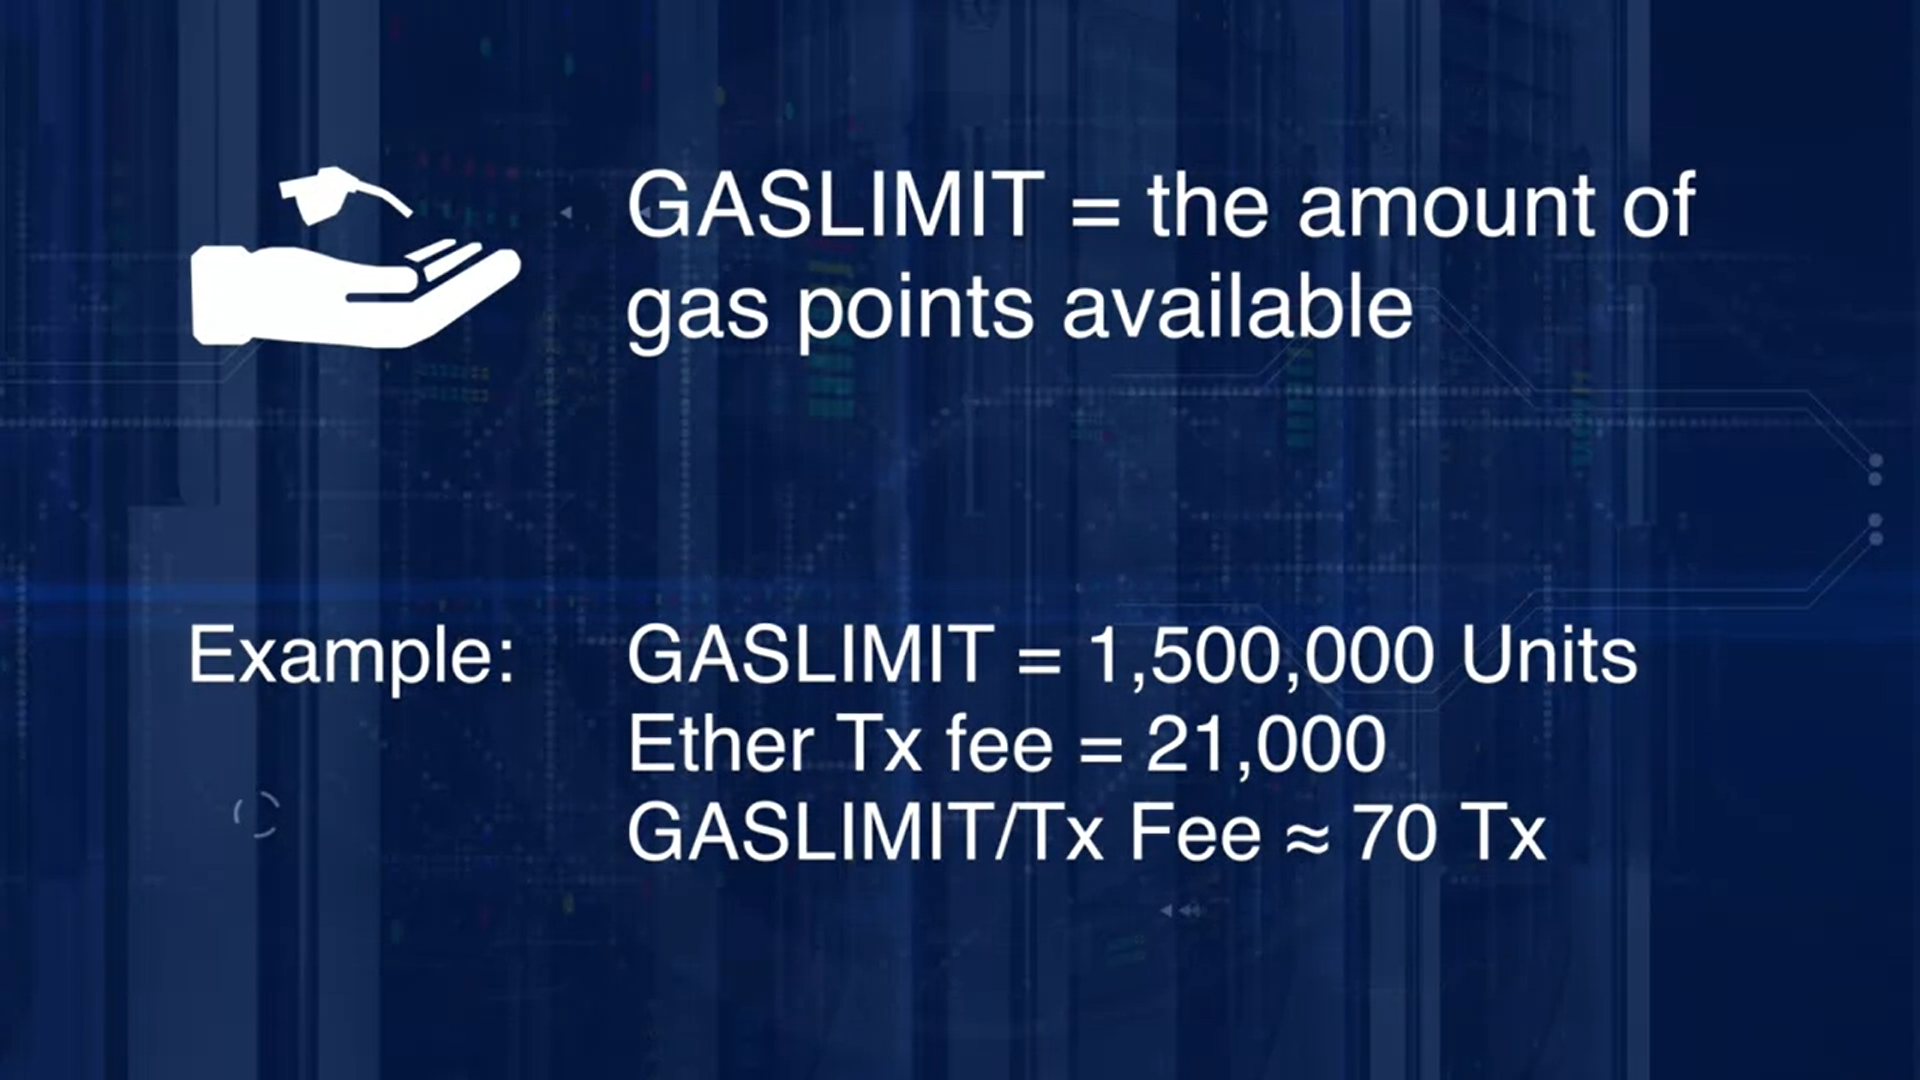 GASLIMIT = the amount of
gas points available
Example: GASLIMIT = 1,500,000 Units
Ether Tx fee = 21,000
GASLIMIT/Tx Fee ≈ 70 Tx